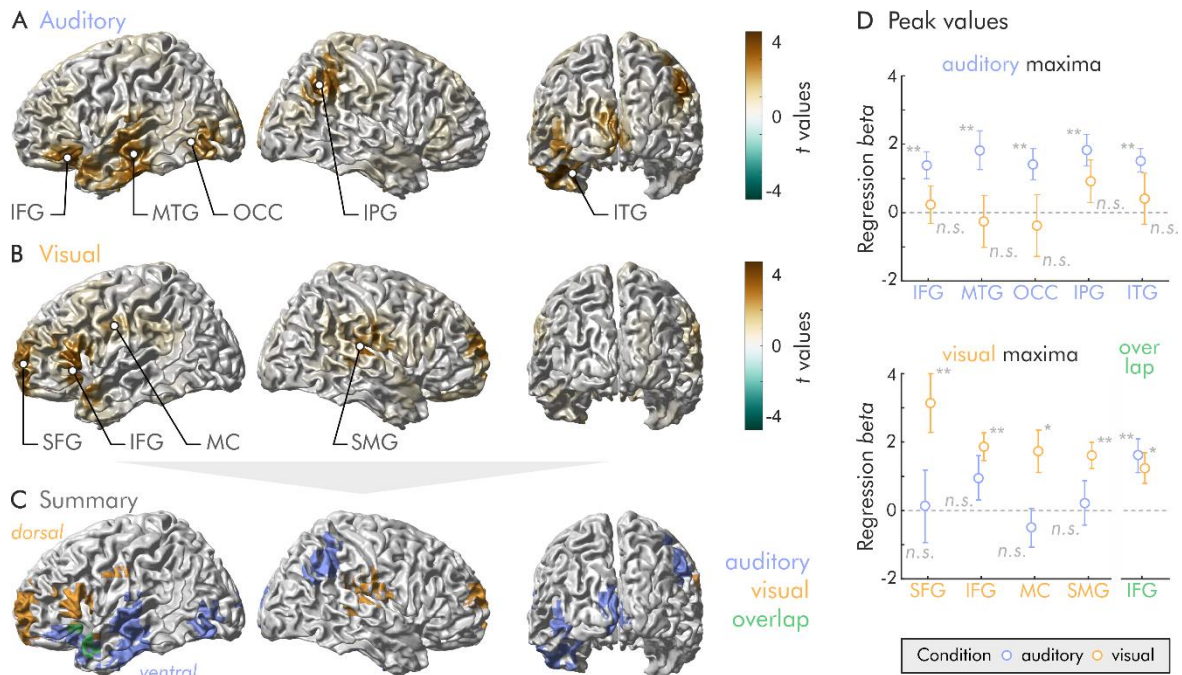 A Auditory
4
0
-4
t values
IFG
MTG
OCC
IPG
ITG
B Visual
4
0
-4
t values
SFG
IFG
MC
SMG
C Summary
dorsal
ventral
auditory
visual
overlap
D Peak values
auditory maxima
Regression beta
4
2
0
-2
**
**
**
**
**
n.s.
n.s.
n.s.
n.s.
n.s.
IFG
MTG
OCC
IPG
ITG
visual maxima
over
lap
Regression beta
4
2
0
-2
**
**
*
**
**
*
n.s.
n.s.
n.s.
n.s.
SFG
IFG
MC
SMG
IFG
Condition auditory visual